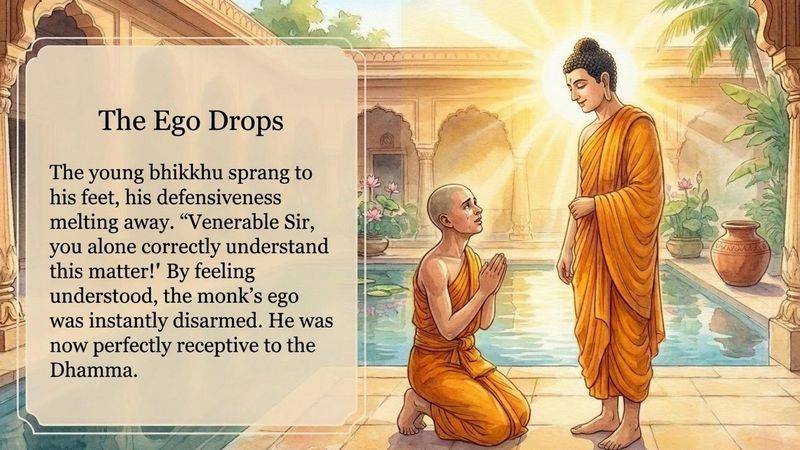 The Ego Drops
The young bhikkhu sprang to
his feet, his defensiveness
melting away. “Venerable Sir,
you alone correctly understand
this matter!' By feeling
understood, the monk’s ego
was instantly disarmed. He was
now perfectly receptive to the
Dhamma.